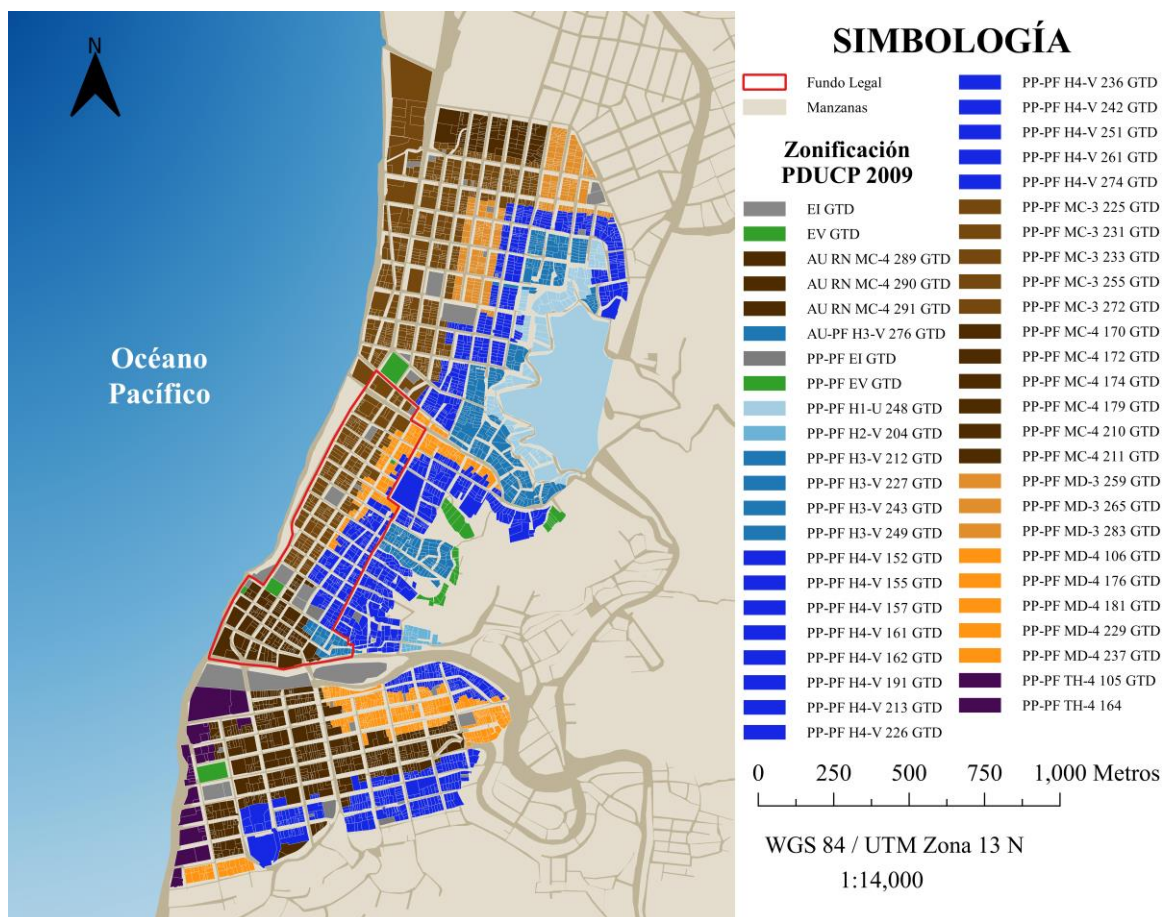 N
Océano
Pacífico
SIMBOLOGÍA
Fundo Legal
Manzanas
Zonificación
PDUCP 2009
EI GTD
EV GTD
AU RN MC-4 289 GTD
AU RN MC-4 290 GTD
AU RN MC-4 291 GTD
AU-PF H3-V 276 GTD
PP-PF EI GTD
PP-PF EV GTD
PP-PF H1-U 248 GTD
PP-PF H2-V 204 GTD
PP-PF H3-V 212 GTD
PP-PF H3-V 227 GTD
PP-PF H3-V 243 GTD
PP-PF H3-V 249 GTD
PP-PF H4-V 152 GTD
PP-PF H4-V 155 GTD
PP-PF H4-V 157 GTD
PP-PF H4-V 161 GTD
PP-PF H4-V 162 GTD
PP-PF H4-V 191 GTD
PP-PF H4-V 213 GTD
PP-PF H4-V 226 GTD
PP-PF H4-V 236 GTD
PP-PF H4-V 242 GTD
PP-PF H4-V 251 GTD
PP-PF H4-V 261 GTD
PP-PF H4-V 274 GTD
PP-PF MC-3 225 GTD
PP-PF MC-3 231 GTD
PP-PF MC-3 233 GTD
PP-PF MC-3 255 GTD
PP-PF MC-3 272 GTD
PP-PF MC-4 170 GTD
PP-PF MC-4 172 GTD
PP-PF MC-4 174 GTD
PP-PF MC-4 179 GTD
PP-PF MC-4 210 GTD
PP-PF MC-4 211 GTD
PP-PF MD-3 259 GTD
PP-PF MD-3 265 GTD
PP-PF MD-3 283 GTD
PP-PF MD-4 106 GTD
PP-PF MD-4 176 GTD
PP-PF MD-4 181 GTD
PP-PF MD-4 229 GTD
PP-PF MD-4 237 GTD
PP-PF TH-4 105 GTD
PP-PF TH-4 164
0 250 500 750 1,000 Metros
WGS 84 / UTM Zona 13 N
1:14,000